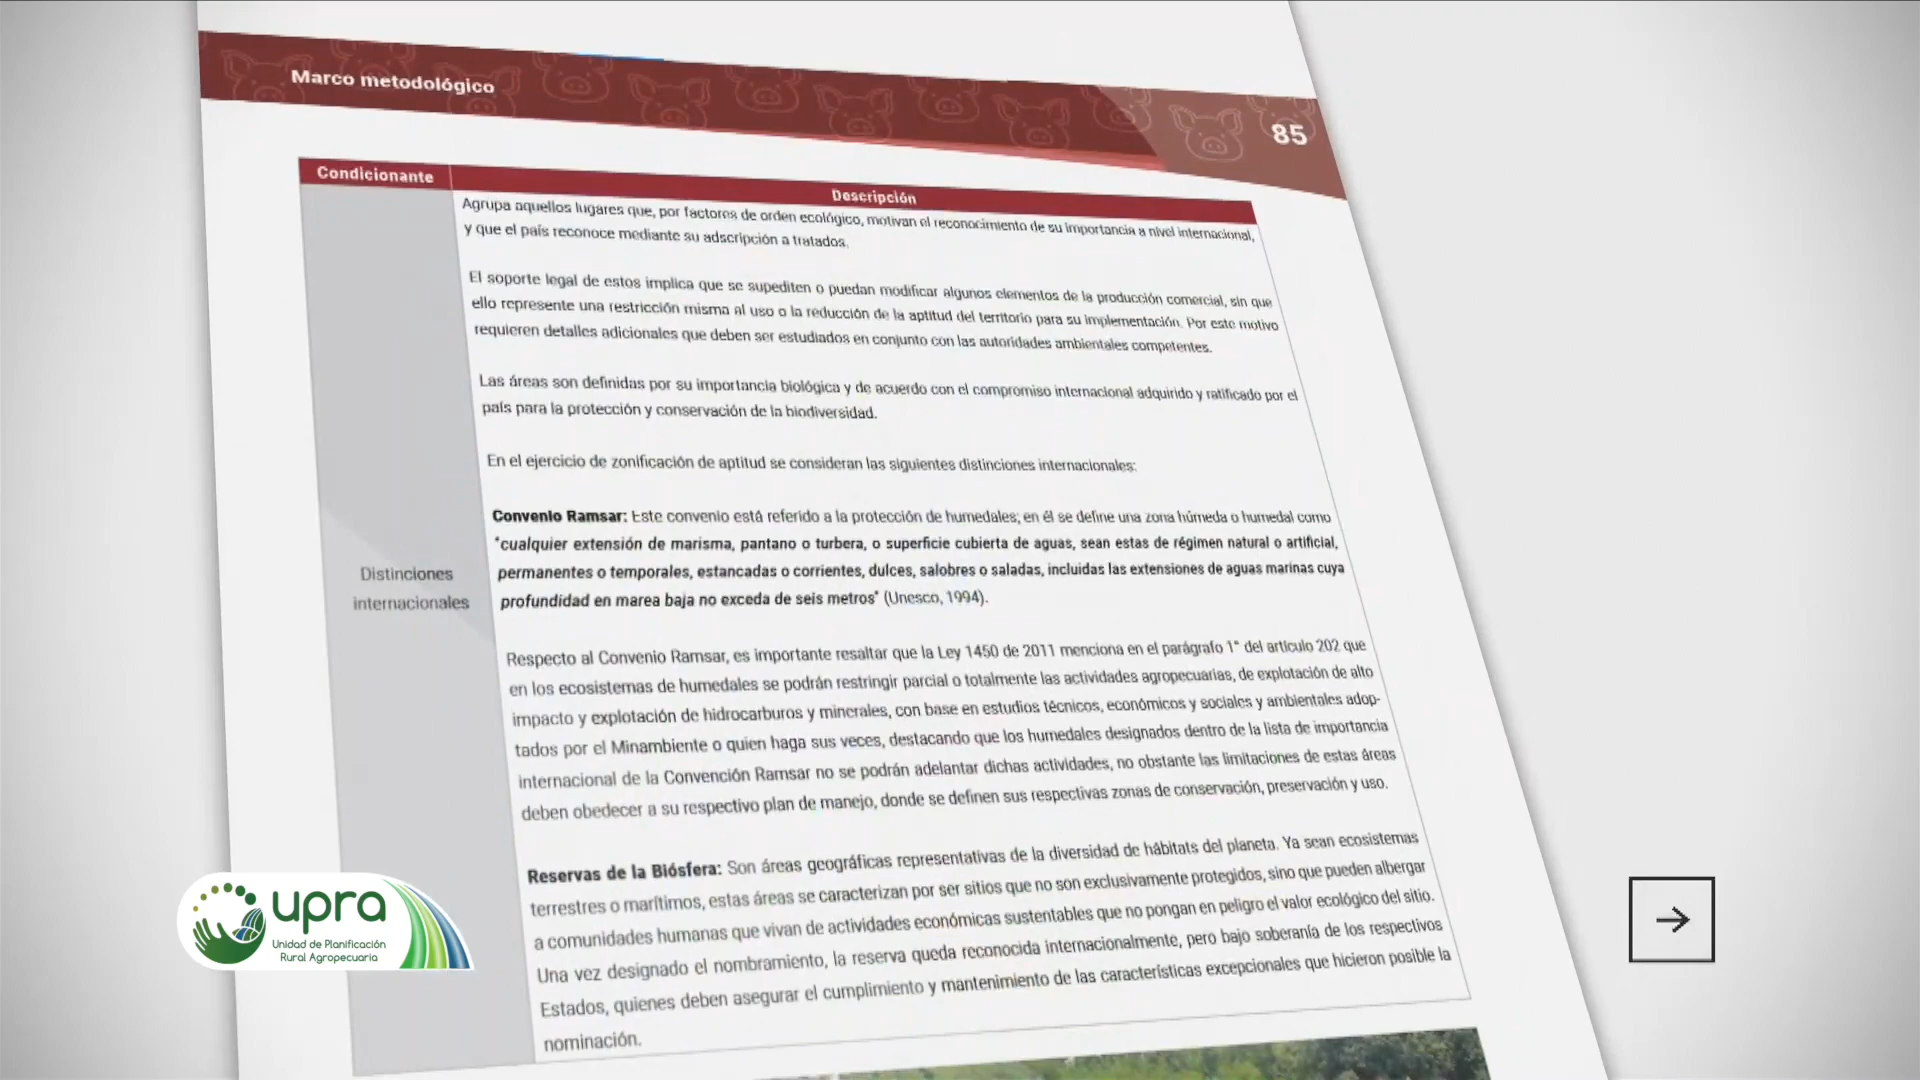 Marco metodológico
85
Condicionante
Descripción
Agrupa aquellos lugares que, por factores de orden ecológico, motivan el reconocimiento de su importancia a nivel internacional,
y que el país reconoce mediante su adscripción a tratados.
El soporte legal de estos implica que se supediten o puedan modificar algunos elementos de la producción comercial, sin que
ello represente una restricción misma al uso o la reducción de la aptitud del territorio para su implementación. Por este motivo
requieren detalles adicionales que deben ser estudiados en conjunto con las autoridades ambientales competentes.
Las áreas son definidas por su importancia biológica y de acuerdo con el compromiso internacional adquirido y ratificado por el
país para la protección y conservación de la biodiversidad.
En el ejercicio de zonificación de aptitud se consideran las siguientes distinciones internacionales:
Convenio Ramsar: Este convenio está referido a la protección de humedales; en él se define una zona húmeda o humedal como
"cualquier extensión de marisma, pantano o turbera, o superficie cubierta de aguas, sean estas de régimen natural o artificial,
permanentes o temporales, estancadas o corrientes, dulces, salobres o saladas, incluidas las extensiones de aguas marinas cuya
profundidad en marea baja no exceda de seis metros" (Unesco, 1994).
Distinciones
internacionales
Respecto al Convenio Ramsar, es importante resaltar que la Ley 1450 de 2011 menciona en el parágrafo 1° del artículo 202 que
en los ecosistemas de humedales se podrán restringir parcial o totalmente las actividades agropecuarias, de explotación de alto
impacto y explotación de hidrocarburos y minerales, con base en estudios técnicos, económicos y sociales y ambientales adop-
tados por el Minambiente o quien haga sus veces, destacando que los humedales designados dentro de la lista de importancia
internacional de la Convención Ramsar no se podrán adelantar dichas actividades, no obstante las limitaciones de estas áreas
deben obedecer a su respectivo plan de manejo, donde se definen sus respectivas zonas de conservación, preservación y uso.
Reservas de la Biósfera: Son áreas geográficas representativas de la diversidad de hábitats del planeta. Ya sean ecosistemas
terrestres o marítimos, estas áreas se caracterizan por ser sitios que no son exclusivamente protegidos, sino que pueden albergar
a comunidades humanas que vivan de actividades económicas sustentables que no pongan en peligro el valor ecológico del sitio.
Una vez designado el nombramiento, la reserva queda reconocida internacionalmente, pero bajo soberanía de los respectivos
Estados, quienes deben asegurar el cumplimiento y mantenimiento de las características excepcionales que hicieron posible la
nominación.
upra
Unidad de Planificación
Rural Agropecuaria